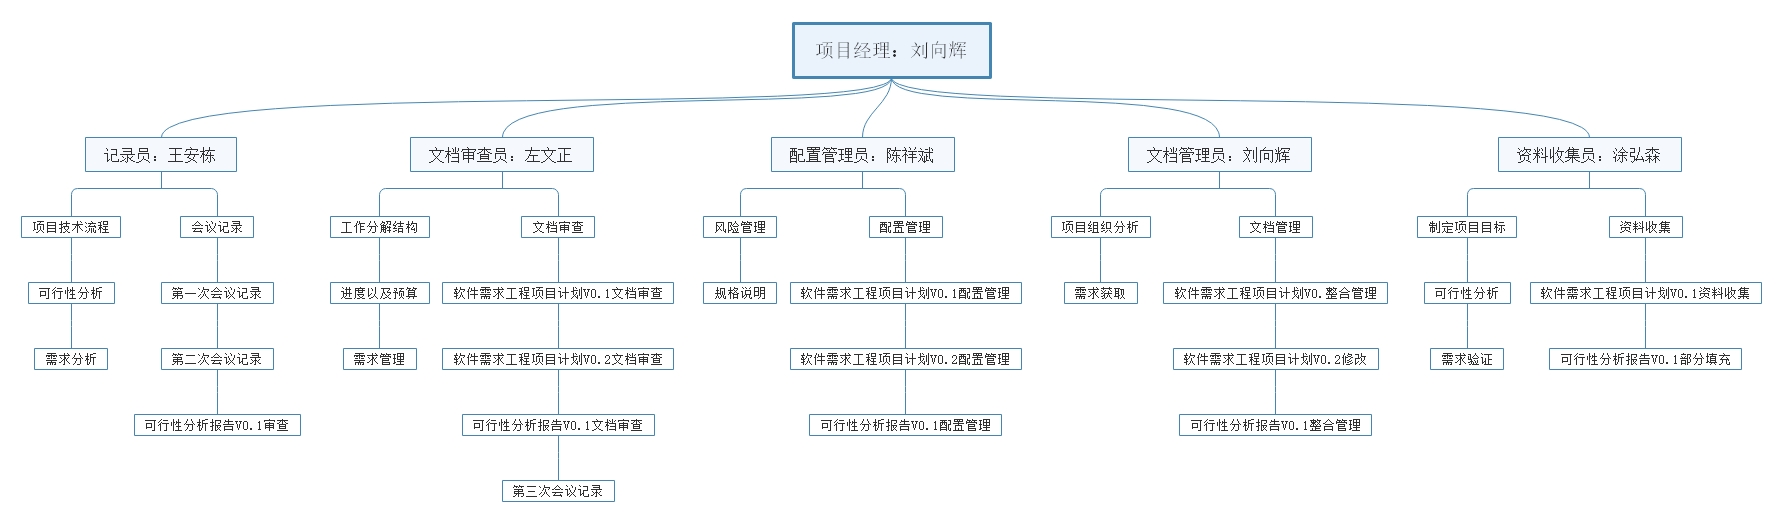 项目经理：刘向辉
记录员：王安栋
文档审查员：左文正
配置管理员：陈祥斌
文档管理员：刘向辉
资料收集员：涂弘森
项目技术流程
会议记录
工作分解结构
文档审查
风险管理
配置管理
项目组织分析
文档管理
制定项目目标
资料收集
可行性分析
第一次会议记录
进度以及预算
软件需求工程项目计划V0.1文档审查
规格说明
软件需求工程项目计划V0.1配置管理
需求获取
软件需求工程项目计划V0.整合管理
可行性分析
软件需求工程项目计划V0.1资料收集
需求分析
第二次会议记录
需求管理
软件需求工程项目计划V0.2文档审查
软件需求工程项目计划V0.2配置管理
软件需求工程项目计划V0.2修改
需求验证
可行性分析报告V0.1部分填充
可行性分析报告V0.1审查
可行性分析报告V0.1文档审查
可行性分析报告V0.1配置管理
可行性分析报告V0.1整合管理
第三次会议记录